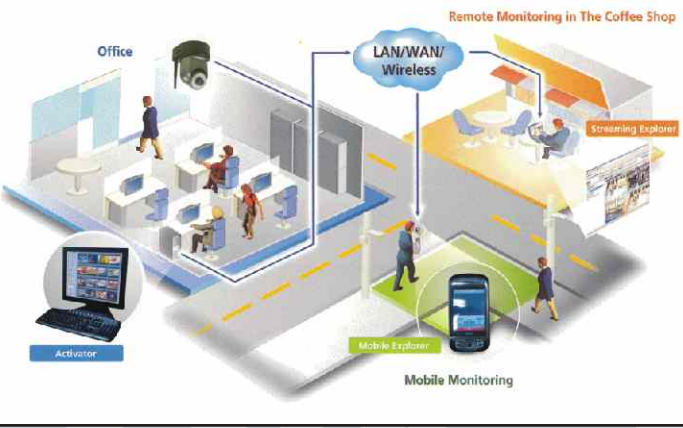 Remote Monitoring in The Coffee Shop
Office
LAN/WAN/
Wireless
Streaming Explorer
Activator
Mobile Explorer
Mobile Monitoring